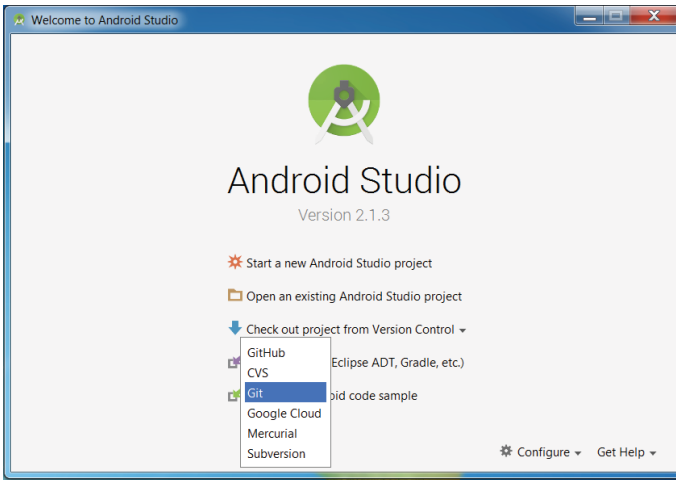 Welcome to Android Studio
Android Studio
Version 2.1.3
Start a new Android Studio project
Open an existing Android Studio project
Check out project from Version Control
GitHub
Eclipse ADT, Gradle, etc.)
CVS
Git
code sample
Google Cloud
Mercurial
Subversion
Configure
Get Help